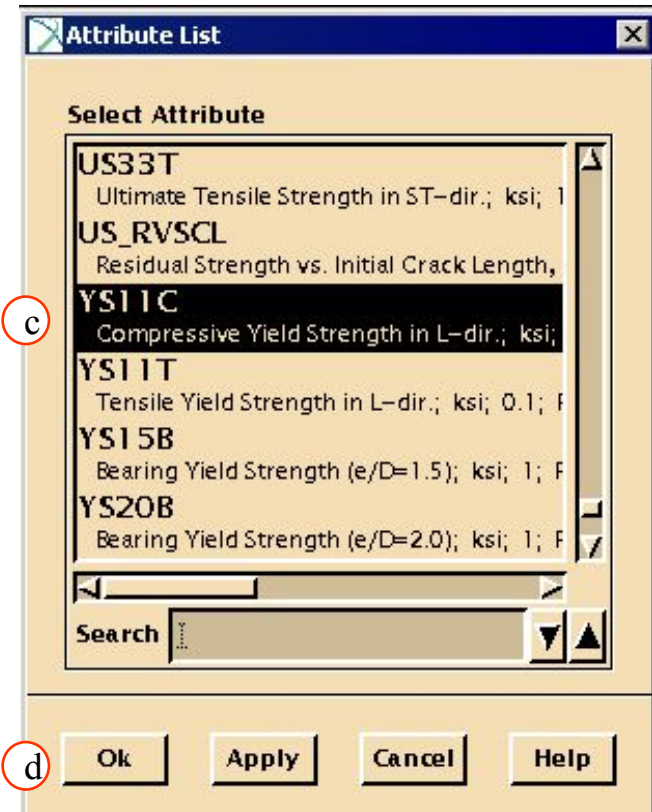 Attribute List
Select Attribute
US33T
Ultimate Tensile Strength in ST-dir.; ksi; 1
US_RVSCL
Residual Strength vs. Initial Crack Length,
c
YS11C
Compressive Yield Strength in L-dir.; ksi;
YS11T
Tensile Yield Strength in L-dir.; ksi; 0.1;
YS15B
Bearing Yield Strength (e/D=1.5); ksi; 1;
YS20B
Bearing Yield Strength (e/D=2.0); ksi; 1;
Search
d Ok Apply Cancel Help